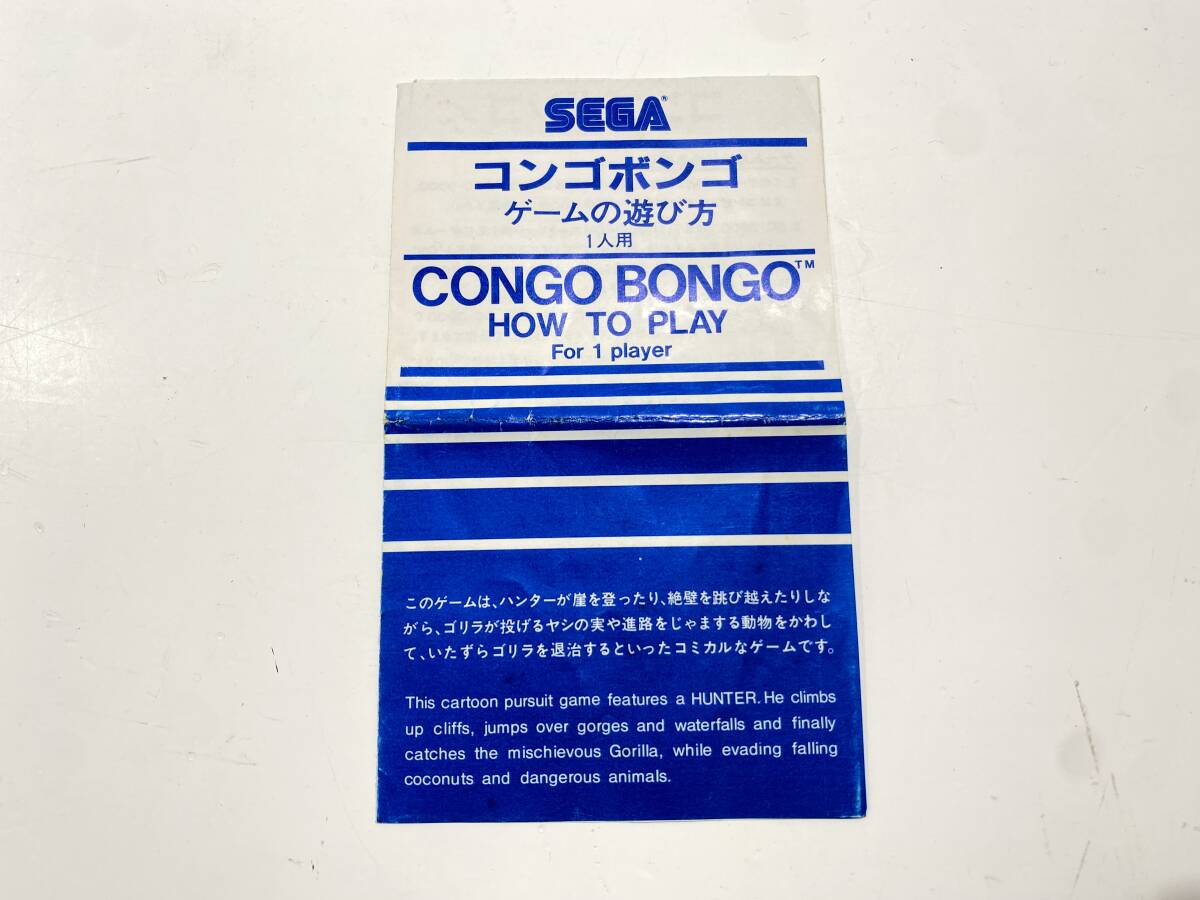 SEGA®
コンゴボンゴ
ゲームの遊び方
1人用
CONGO BONGO™
HOW TO PLAY
For 1 player
このゲームは、ハンターが崖を登ったり、絶壁を跳び越えたりしな
がら、ゴリラが投げるヤシの実や進路をじゃまする動物をかわし
て、いたずらゴリラを退治するといったコミカルなゲームです。
This cartoon pursuit game features a HUNTER. He climbs
up cliffs, jumps over gorges and waterfalls and finally
catches the mischievous Gorilla, while evading falling
coconuts and dangerous animals.